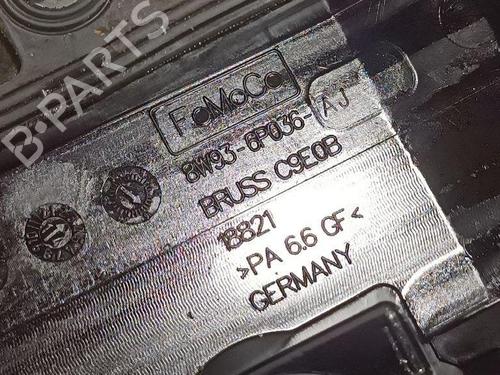 B-PARTS
FoMoCo
8W93-6P036-AJ
BRUSS C9E0B
18821
>PA 6.6 GF<
GERMANY